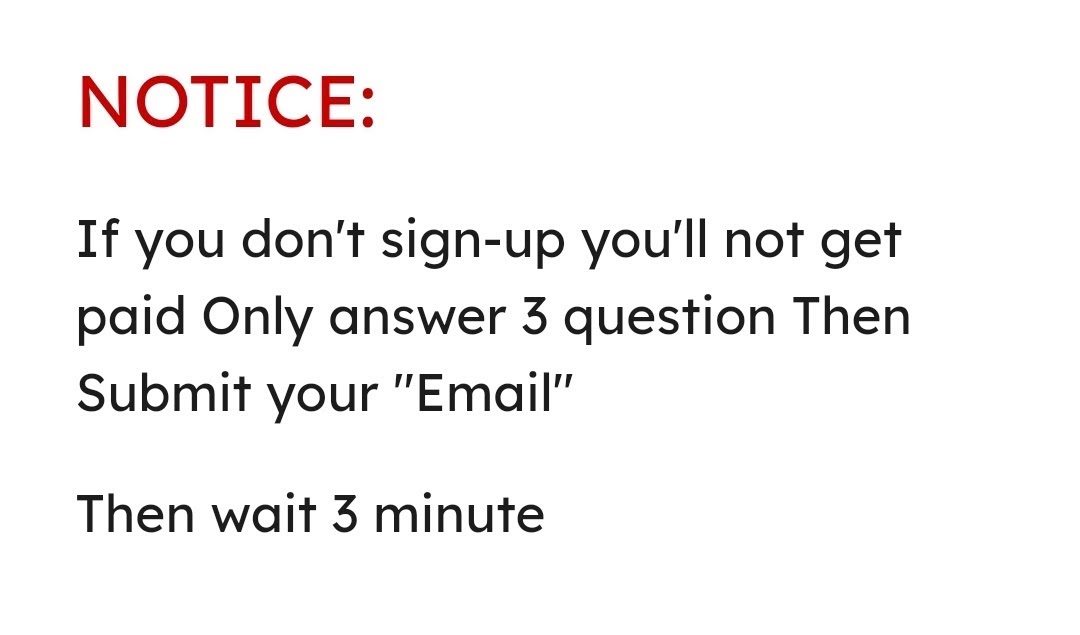 NOTICE:
If you don't sign-up you'll not get
paid Only answer 3 question Then
Submit your "Email"
Then wait 3 minute